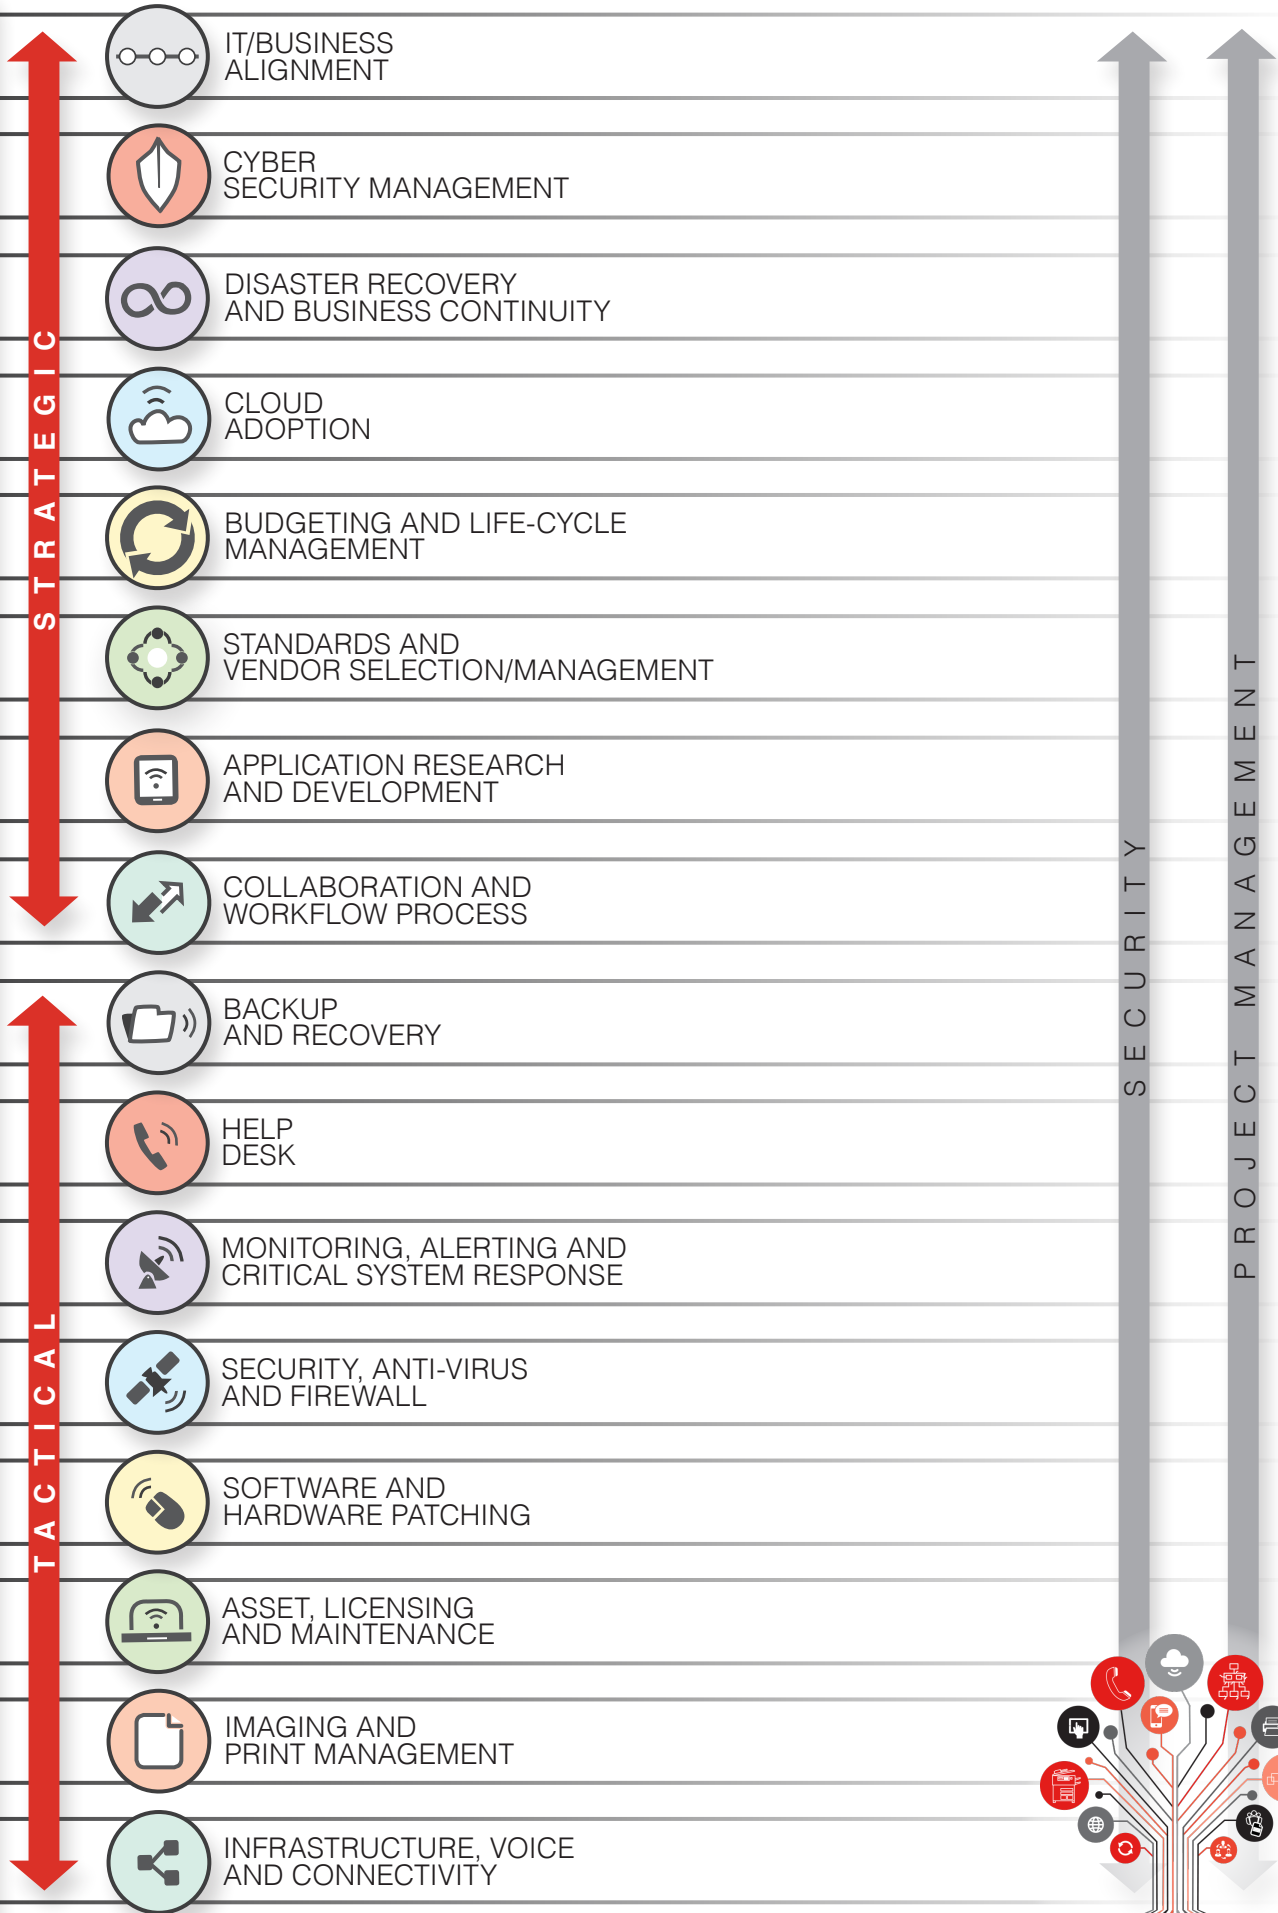 IT/BUSINESS
ALIGNMENT
CYBER
SECURITY MANAGEMENT
DISASTER RECOVERY
AND BUSINESS CONTINUITY
CLOUD
ADOPTION
BUDGETING AND LIFE-CYCLE
MANAGEMENT
STANDARDS AND
VENDOR SELECTION/MANAGEMENT
APPLICATION RESEARCH
AND DEVELOPMENT
COLLABORATION AND
WORKFLOW PROCESS
STRATEGIC
BACKUP
AND RECOVERY
HELP
DESK
MONITORING, ALERTING AND
CRITICAL SYSTEM RESPONSE
SECURITY, ANTI-VIRUS
AND FIREWALL
SOFTWARE AND
HARDWARE PATCHING
ASSET, LICENSING
AND MAINTENANCE
IMAGING AND
PRINT MANAGEMENT
INFRASTRUCTURE, VOICE
AND CONNECTIVITY
TACTICAL
SECURITY
PROJECT MANAGEMENT